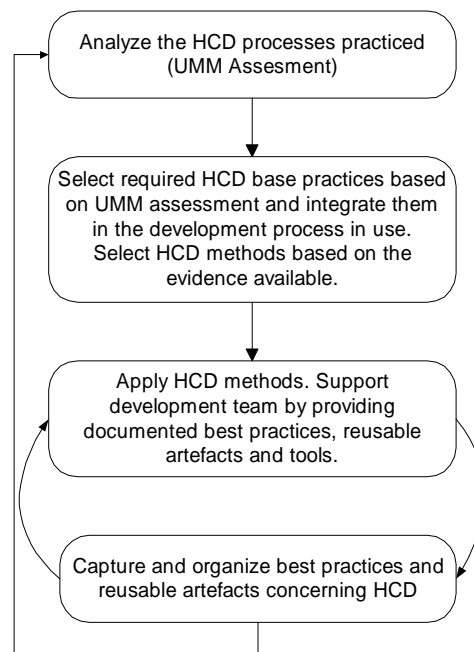 Analyze the HCD processes practiced
(UMM Assesment)
Select required HCD base practices based
on UMM assessment and integrate them
in the development process in use.
Select HCD methods based on the
evidence available.
Apply HCD methods. Support
development team by providing
documented best practices, reusable
artefacts and tools.
Capture and organize best practices and
reusable artefacts concerning HCD